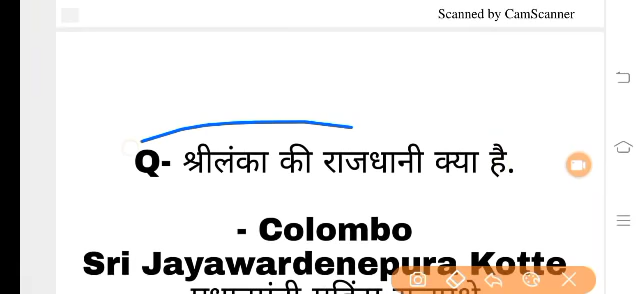 Scanned by CamScanner
Q- श्रीलंका की राजधानी क्या है.
- Colombo
Sri Jayawardenepura Kotte